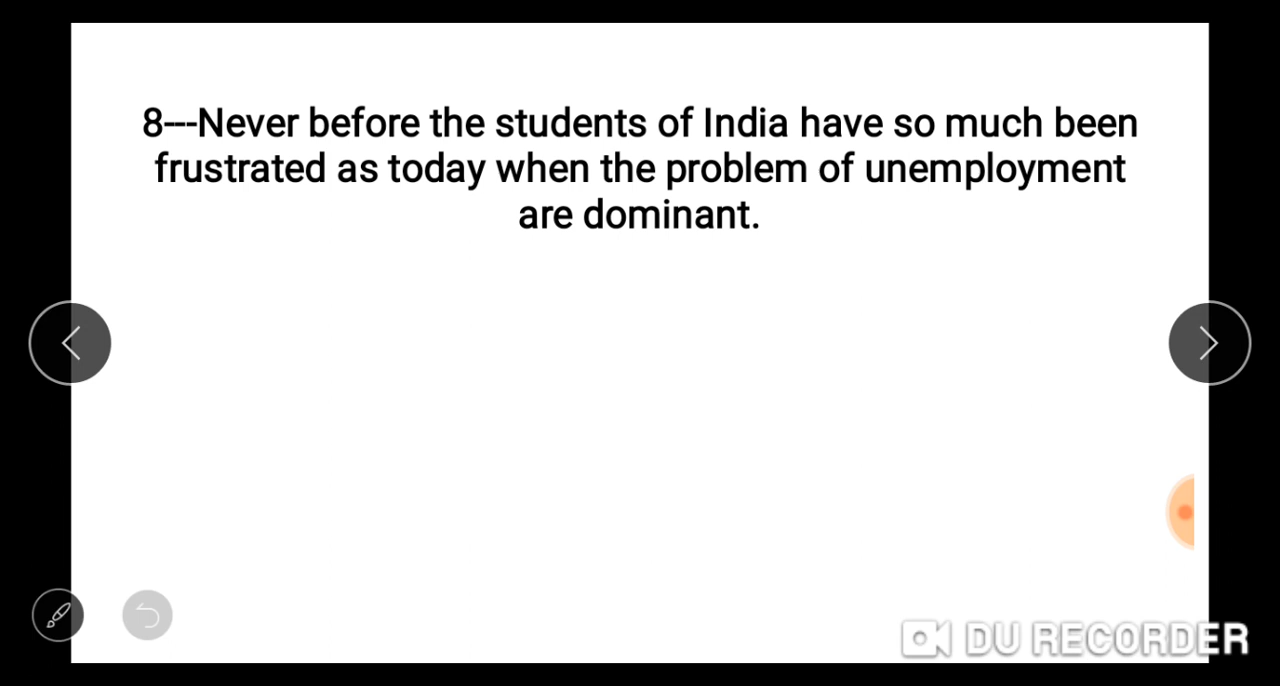 8---Never before the students of India have so much been
frustrated as today when the problem of unemployment
are dominant.
DU RECORDER